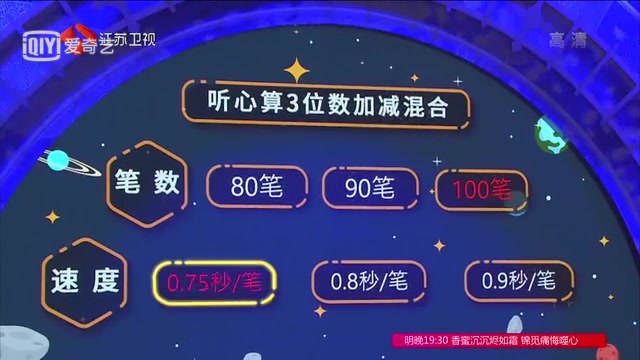 iQIYI 爱奇艺 江苏卫视
高清
听心算3位数加减混合
笔数 80笔 90笔 100笔
速度 0.75秒/笔 0.8秒/笔 0.9秒/笔
明晚19:30 香蜜沉沉烬如霜 锦觅痛悔噬心